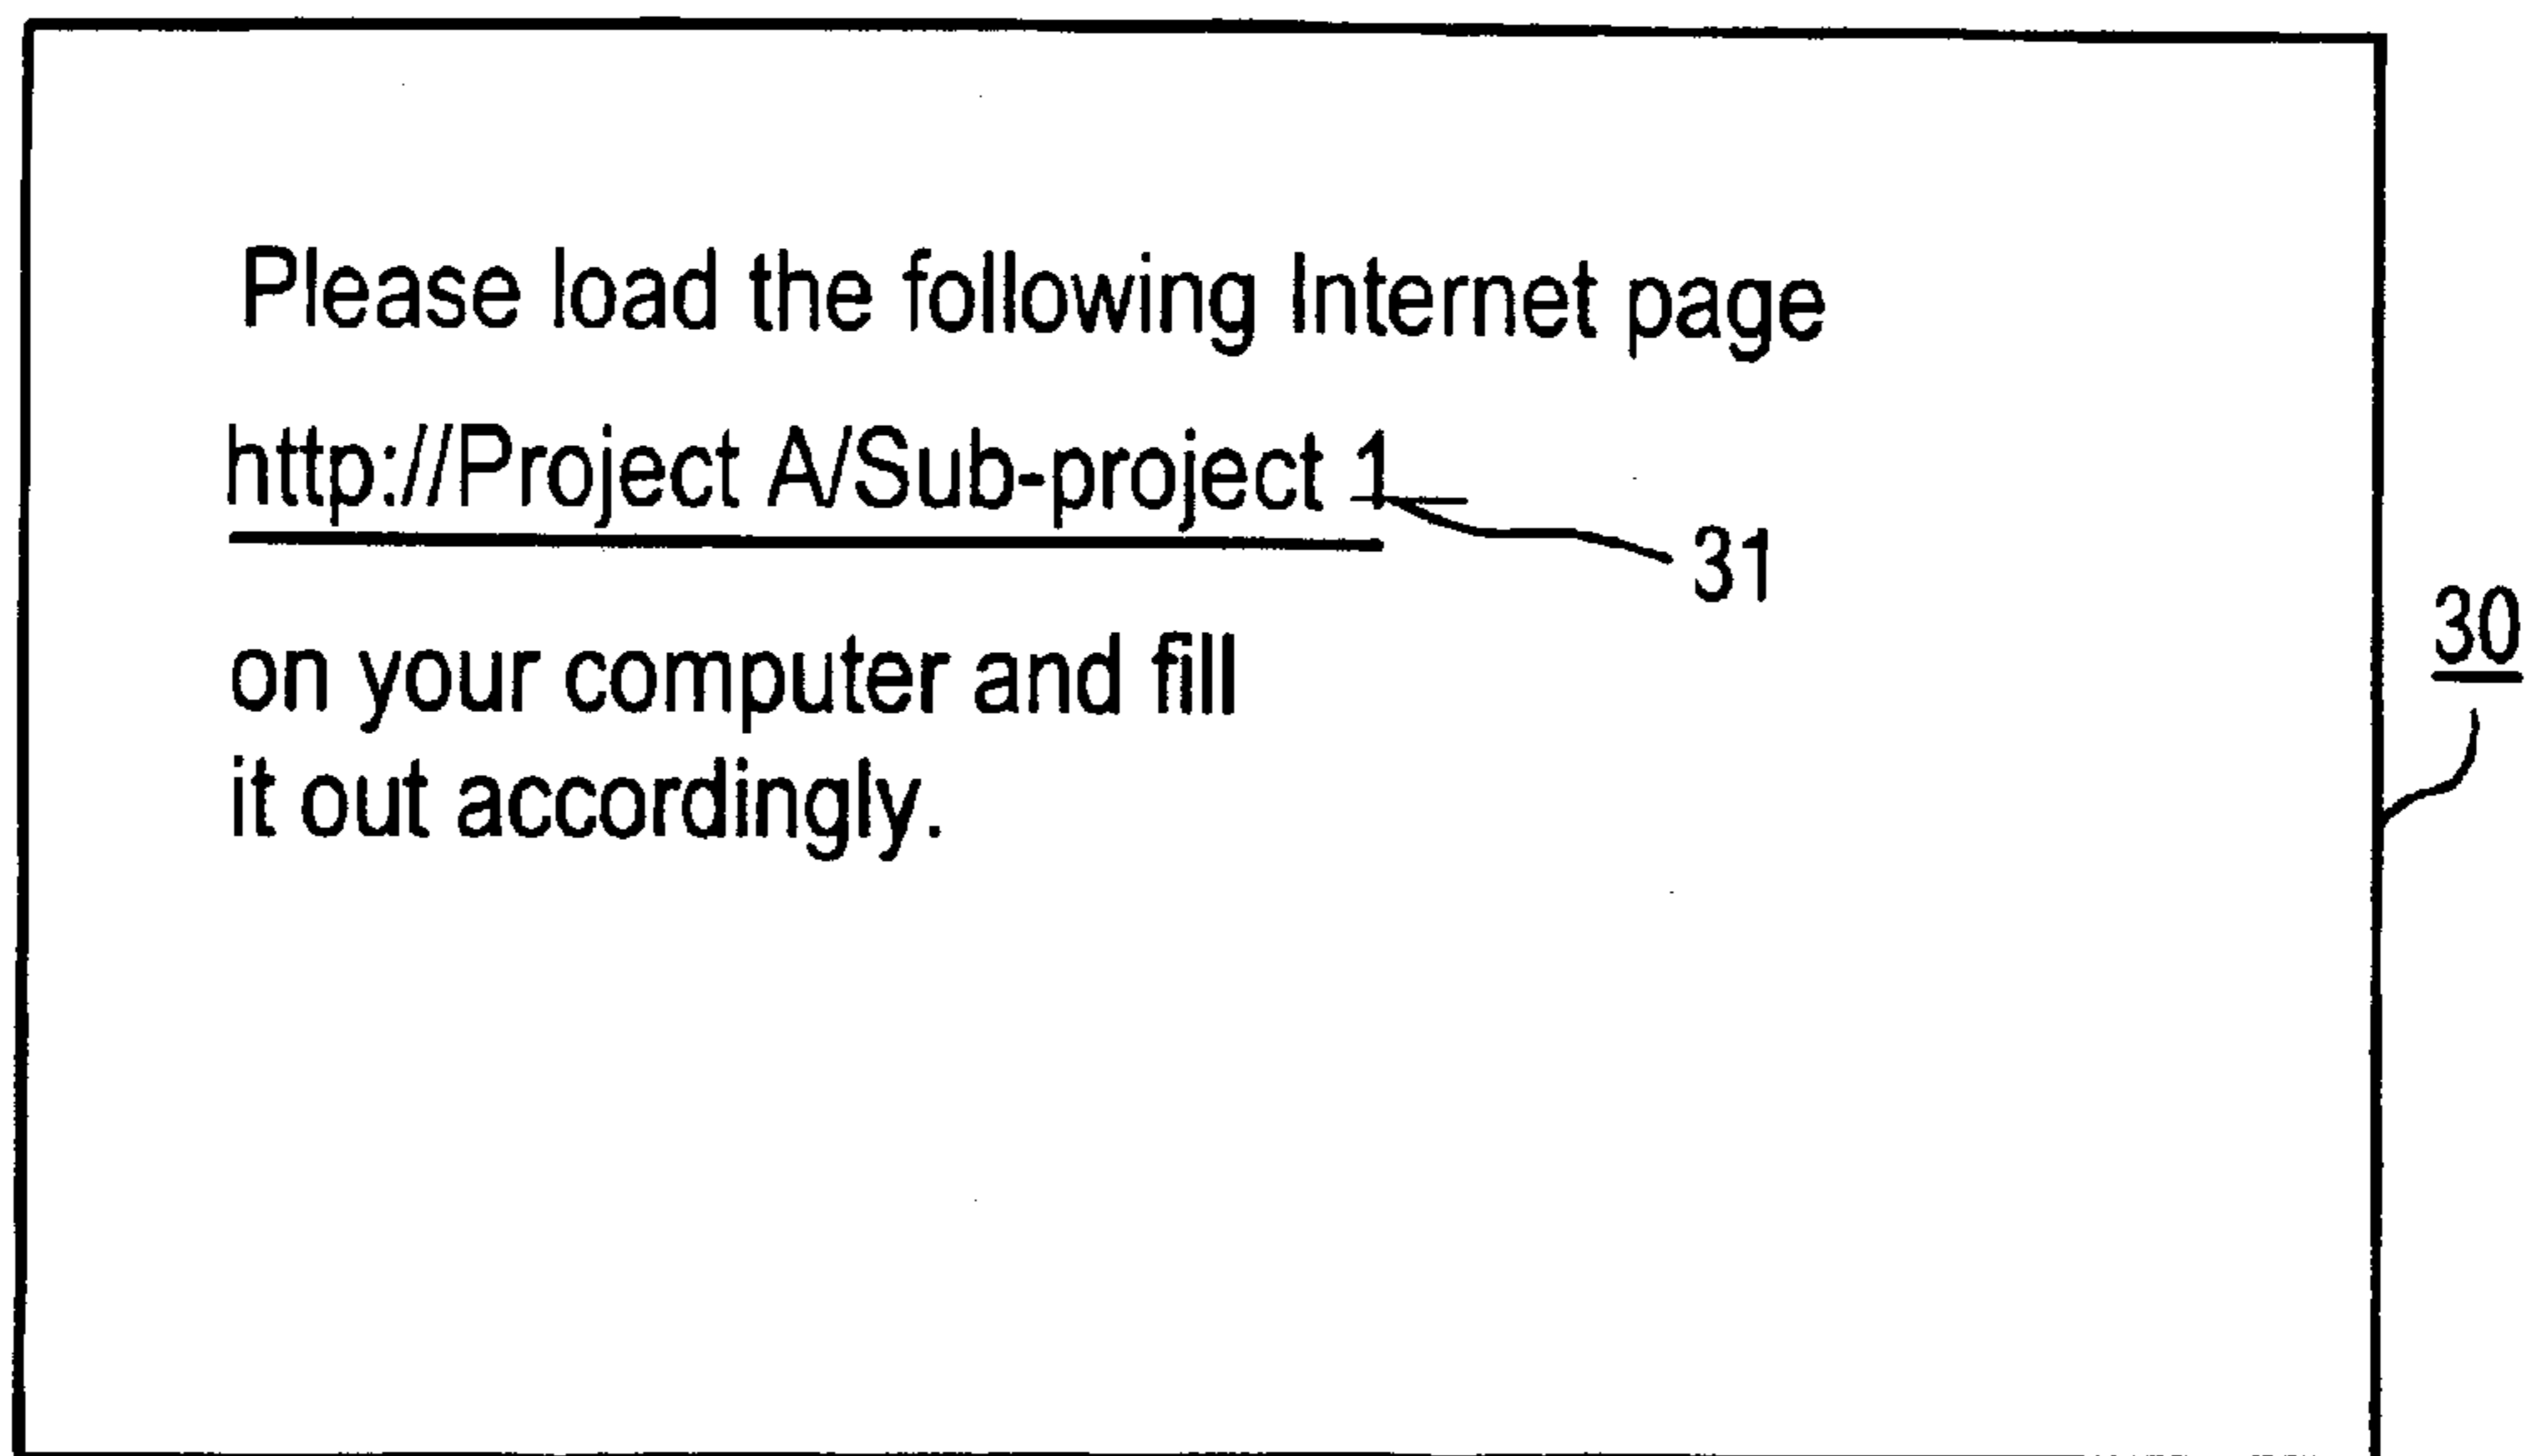 Please load the following Internet page
http://Project A/Sub-project 1
31
30
on your computer and fill
it out accordingly.